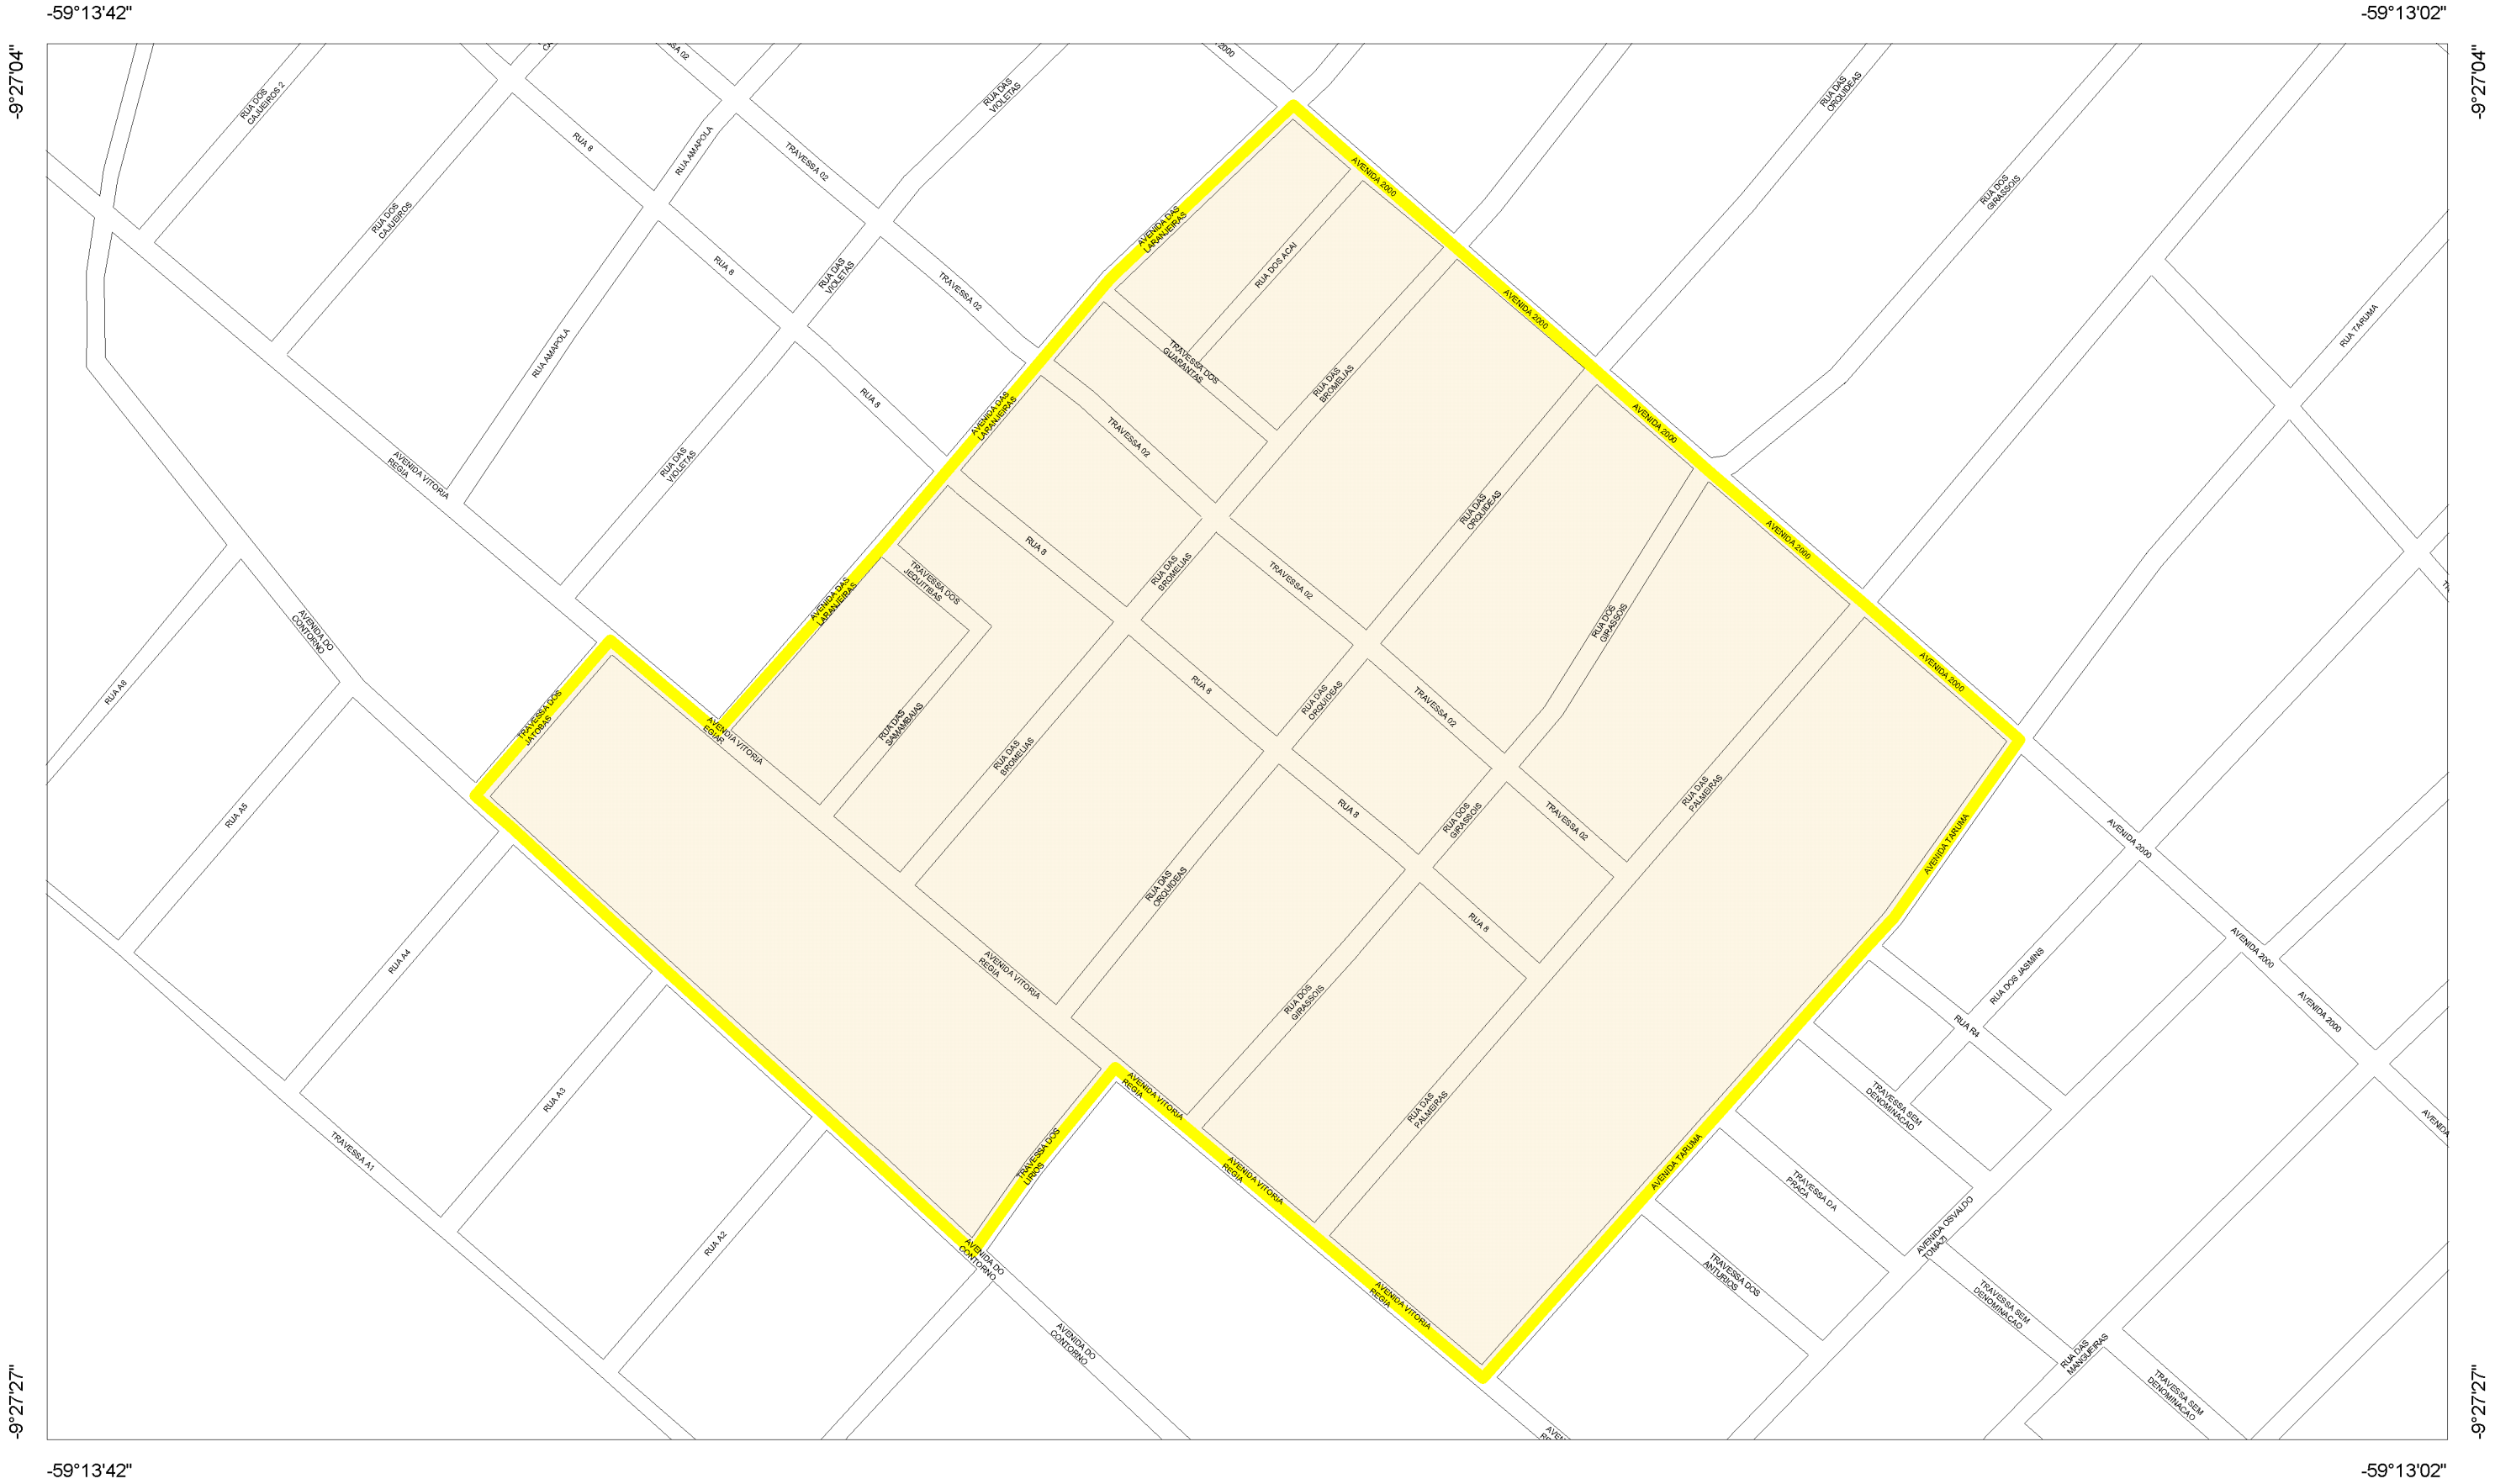 -59°13'42"
-59°13'02"
-9°27'04"
-9°27'04"
2000
RUA DOS
CAJUEIROS 2
RUA DAS
VIOLETAS
RUA DAS
ORQUIDEAS
RUA 8
RUA AMAPOLA
TRAVESSA 02
AVENIDA 2000
RUA DOS
CAJUEIROS
RUA DOS
GIRASSOIS
AVENIDA DAS
LARANJEIRAS
RUA 8
RUA DAS
VIOLETAS
TRAVESSA 02
RUA DOS ACAI
AVENIDA 2000
RUA TARUMA
RUA AMAPOLA
TRAVESSA DOS
GUARANTAS
RUA DAS
BROMELIAS
RUA 8
AVENIDA DAS
LARANJEIRAS
AVENIDA 2000
TRAVESSA 02
RUA DAS
VIOLETAS
AVENIDA VITORIA
REGIA
RUA DAS
ORQUIDEAS
RUA 8
AVENIDA 2000
RUA DAS
BROMELIAS
TRAVESSA DOS
JEQUITIBAS
TRAVESSA 02
AVENIDA DAS
LARANJEIRAS
RUA DOS
GIRASSOIS
AVENIDA DO
CONTORNO
RUA A6
RUA 8
AVENIDA 2000
RUA DAS
ORQUIDEAS
TRAVESSA 02
TRAVESSA DOS
JATOBAS
AVENDIA VITORIA
EGIAR
RUA DAS
SAMAMBAIAS
RUA DAS
BROMELIAS
RUA DAS
PALMEIRAS
RUA A5
RUA 8
RUA DOS
GIRASSOIS
TRAVESSA 02
AVENIDA TARUMA
AVENIDA 2000
RUA DAS
ORQUIDEAS
RUA 8
RUA A4
AVENIDA VITORIA
REGIA
AVENIDA 2000
RUA DOS JASMINS
RUA DOS
GIRASSOIS
AVENIDA 2000
RUA R4
RUA A3
AVENIDA VITORIA
REGIA
RUA DAS
PALMEIRAS
TRAVESSA SEM
DENOMINACAO
AVENIDA
TRAVESSA A1
TRAVESSA DOS
LIRIOS
AVENIDA VITORIA
REGIA
AVENIDA TARUMA
TRAVESSA DA
PRACA
RUA A2
AVENIDA DO
CONTORNO
AVENIDA OSVALDO
TOMAZI
TRAVESSA DOS
ANTURIOS
AVENIDA VITORIA
REGIA
TRAVESSA SEM
DENOMINACAO
AVENIDA DO
CONTORNO
RUA DAS
MANGUEIRAS
TRAVESSA SEM
DENOMINACAO
-9°27'27"
-9°27'27"
-59°13'42"
-59°13'02"